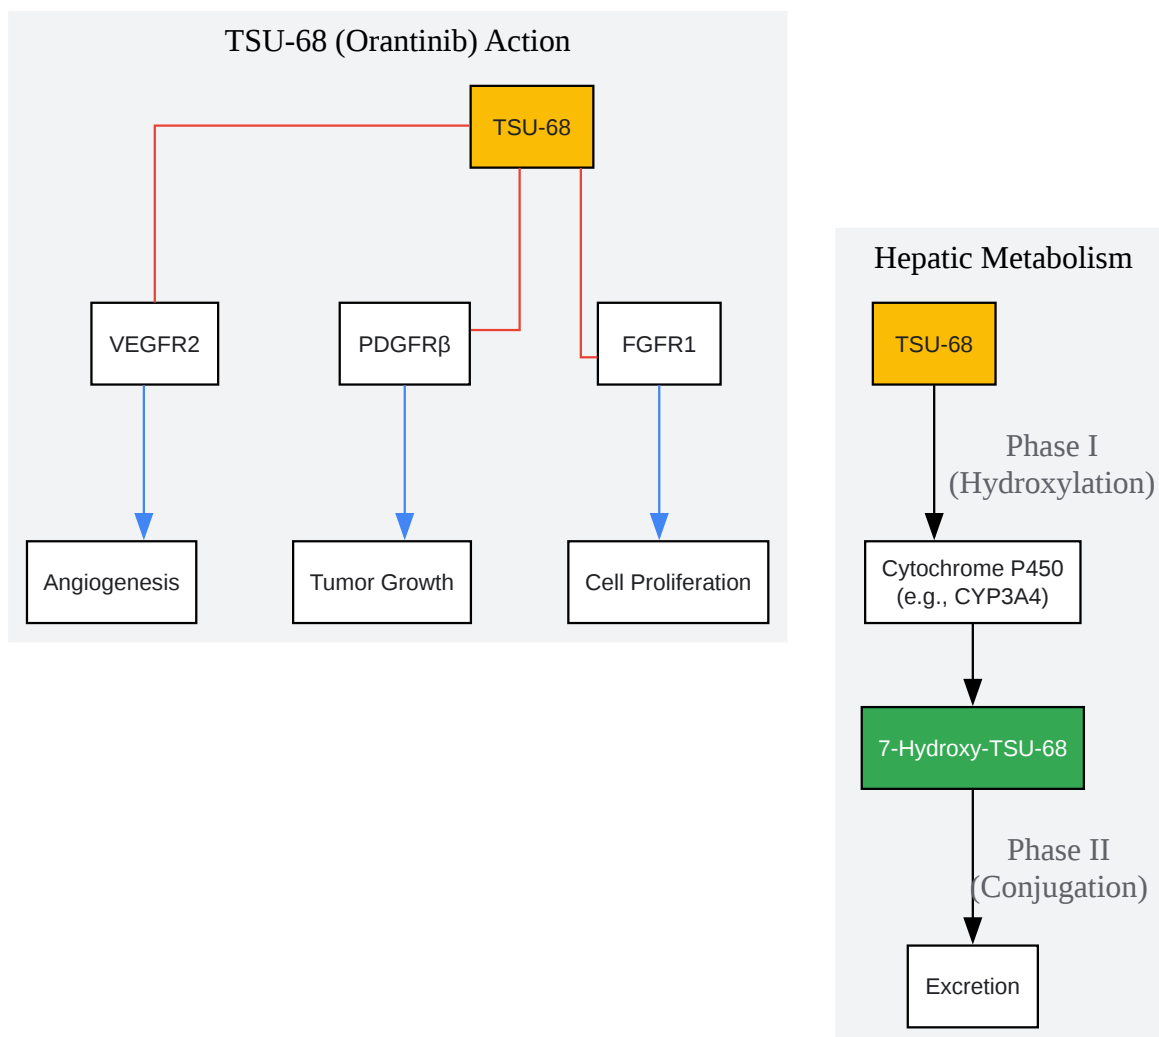 TSU-68 (Orantinib) Action
TSU-68
VEGFR2
PDGFRβ
FGFR1
Angiogenesis
Tumor Growth
Cell Proliferation
Hepatic Metabolism
TSU-68
Phase I
(Hydroxylation)
Cytochrome P450
(e.g., CYP3A4)
7-Hydroxy-TSU-68
Phase II
(Conjugation)
Excretion